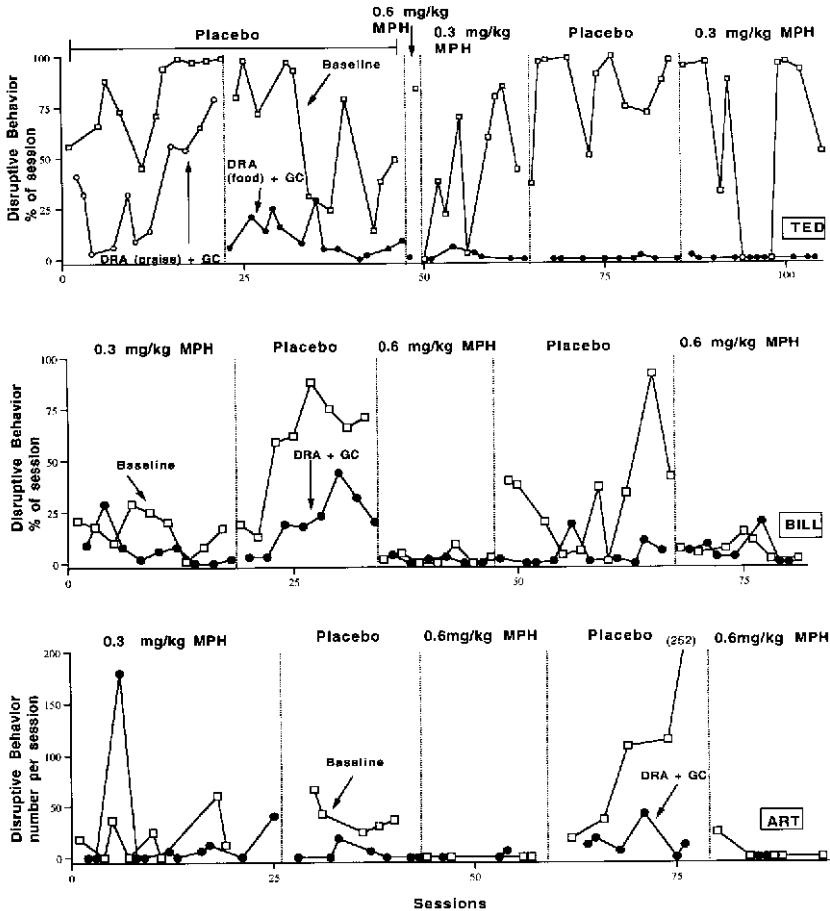 Placebo
0.6 mg/kg
MPH
0.3 mg/kg
MPH
Placebo
0.3 mg/kg MPH
Baseline
DRA
(food) + GC
DRA (praise) + GC
TED
Disruptive Behavior
% of session
100
75
50
25
0
0
25
50
75
100
0.3 mg/kg MPH
Placebo
0.6 mg/kg MPH
Placebo
0.6 mg/kg MPH
Baseline
DRA + GC
BILL
Disruptive Behavior
% of session
100
75
50
25
0
0
25
50
75
0.3 mg/kg MPH
Placebo
0.6mg/kg MPH
Placebo
(252)
0.6mg/kg MPH
Baseline
DRA + GC
ART
Disruptive Behavior
number per session
200
150
100
50
0
0
25
50
75
Sessions